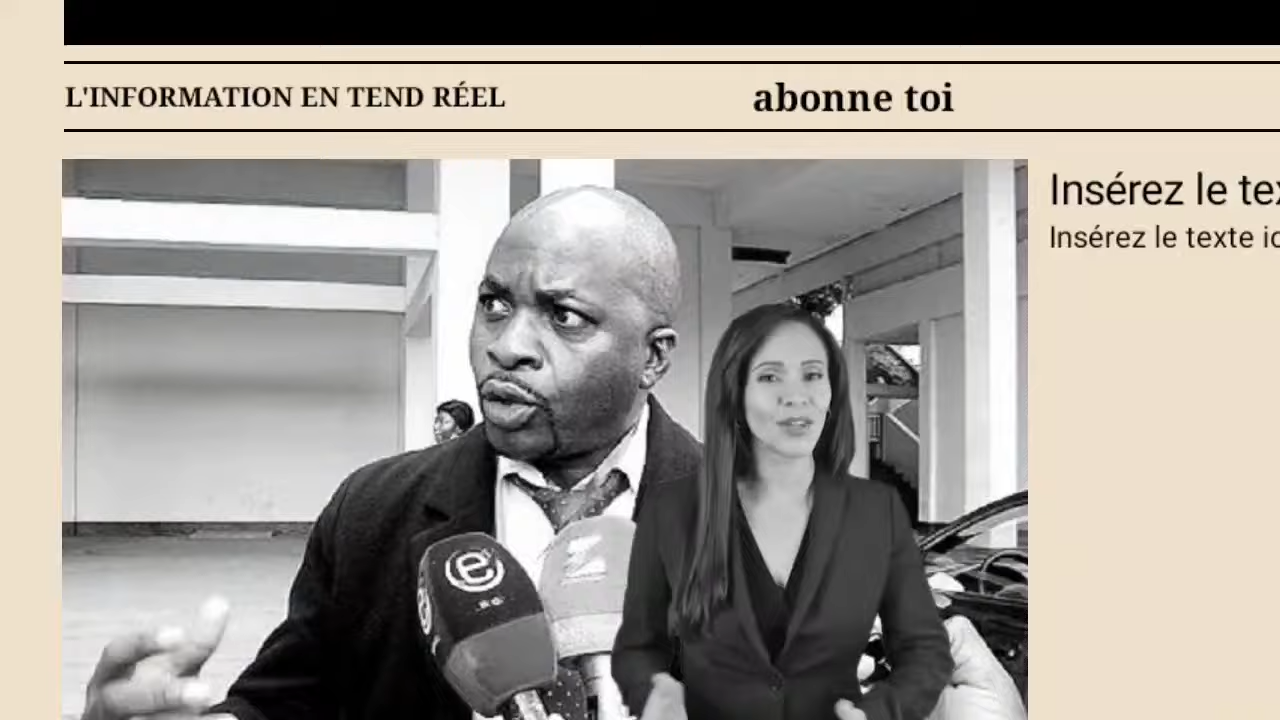 L'INFORMATION EN TEND RÉEL
abonne toi
Insérez le tex
Insérez le texte ic
e
Z